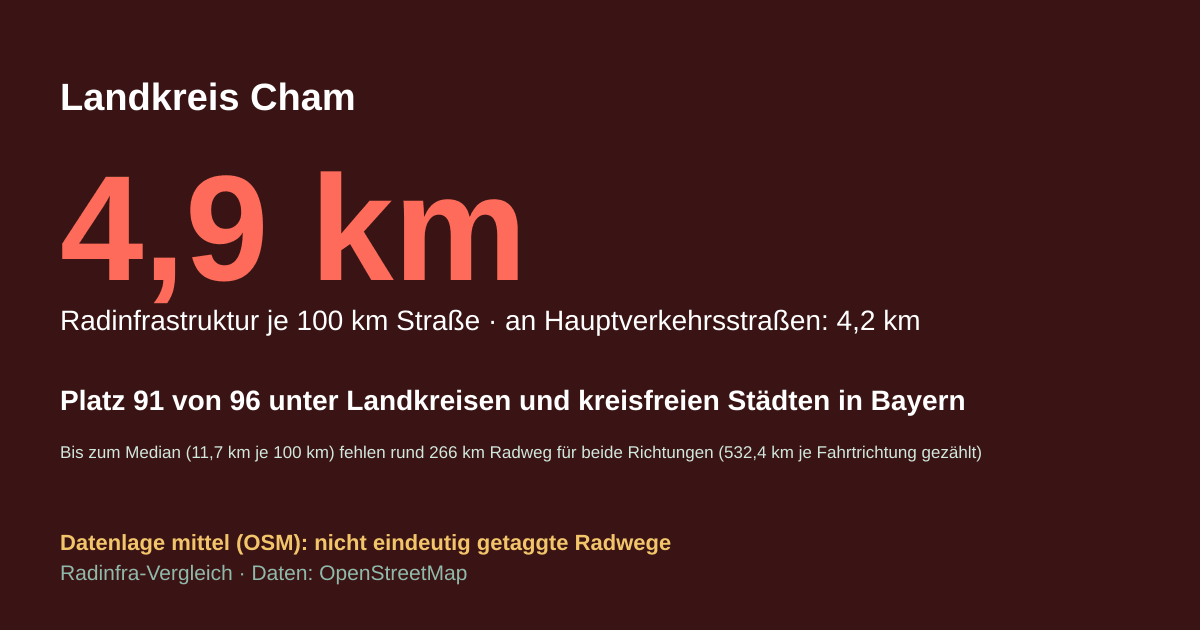 Landkreis Cham
4,9 km
Radinfrastruktur je 100 km Straße · an Hauptverkehrsstraßen: 4,2 km
Platz 91 von 96 unter Landkreisen und kreisfreien Städten in Bayern
Bis zum Median (11,7 km je 100 km) fehlen rund 266 km Radweg für beide Richtungen (532,4 km je Fahrtrichtung gezählt)
Datenlage mittel (OSM): nicht eindeutig getaggte Radwege
Radinfra-Vergleich · Daten: OpenStreetMap